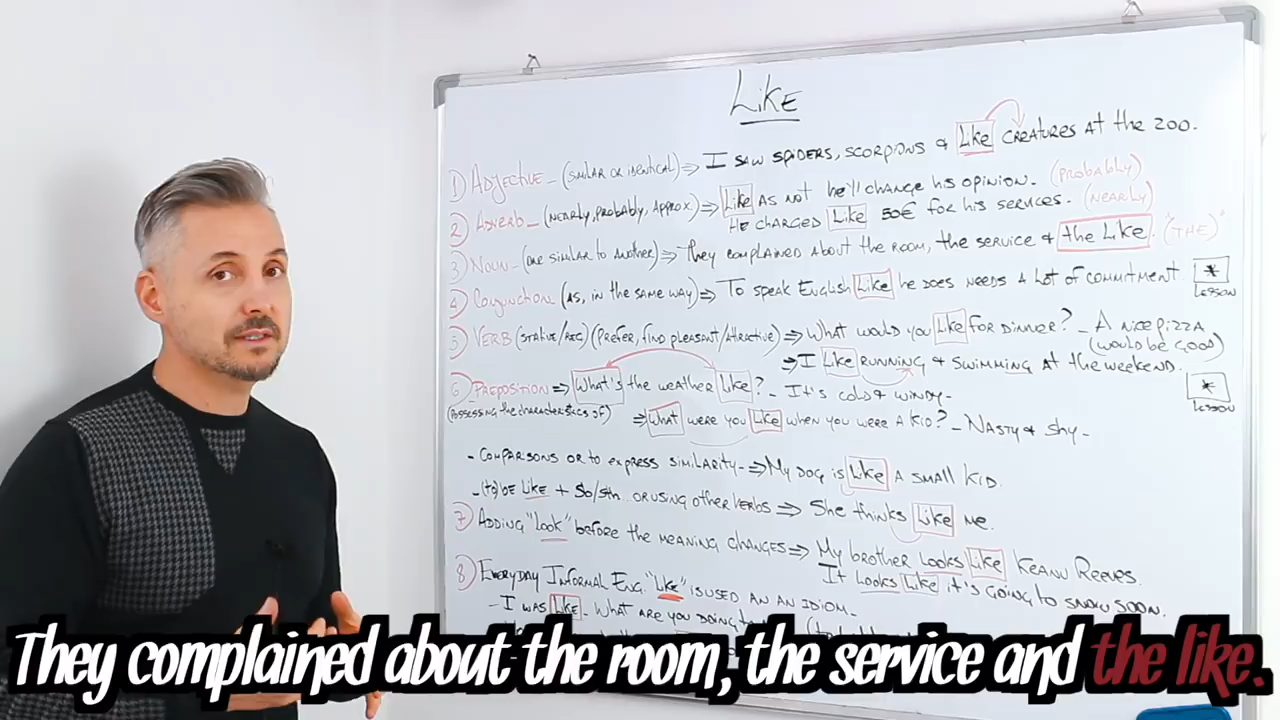 Like
1) Adjective - (similar or identical) => I saw spiders, scorpions & like creatures at the zoo.
2) Adverb - (nearly, probably, approx) => Like as not he'll change his opinion. (probably)
He charged like 50€ for his services. (nearly)
3) Noun - (one similar to another) => They complained about the room, the service & the like. "(THE)"
4) Conjunction (as, in the same way) => To speak English like he does needs a lot of commitment * Lesson
5) Verb (stative/reg) (prefer, find pleasant/attractive) => What would you like for dinner? - A nice pizza
(would be good)
=> I like running & swimming at the weekend.
6) Preposition => What's the weather like? - It's cold & windy - * Lesson
(Assessing the characteristics of) => What were you like when you were a kid? - Nasty & shy -
- Comparisons or to express similarity - => My dog is like a small kid.
- (to) be like + so/sth or using other verbs => She thinks like me.
7) Adding "look" before the meaning changes => My brother looks like Keanu Reeves.
It looks like it's going to snow soon.
8) Everyday informal Eng. "like" is used an an idiom -
- I was like - What are you doing
They complained about the room, the service and the like.